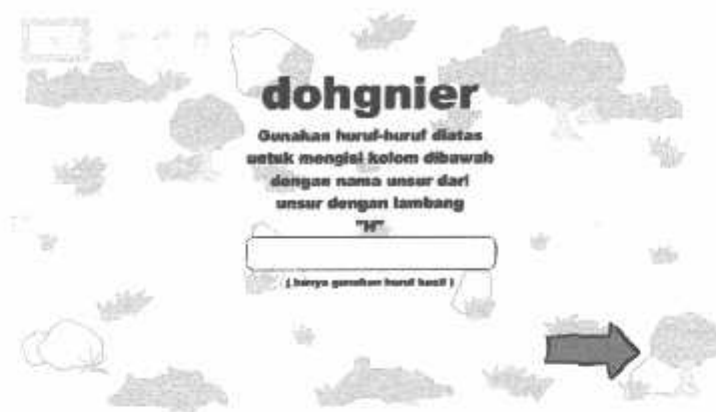 dohgnier
Gunakan huruf-huruf diatas
untuk mengisi kolom dibawah
dengan nama unsur dari
unsur dengan lambang
"H"
( hanya gunakan huruf kecil )